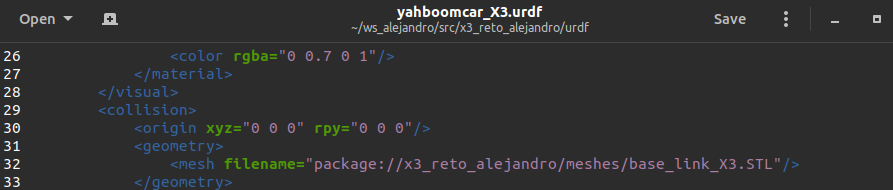 Open
yahboomcar_X3.urdf
~/ws_alejandro/src/x3_reto_alejandro/urdf
Save
26 <color rgba="0 0.7 0 1"/>
27 </material>
28 </visual>
29 <collision>
30 <origin xyz="0 0 0" rpy="0 0 0"/>
31 <geometry>
32 <mesh filename="package://x3_reto_alejandro/meshes/base_link_X3.STL"/>
33 </geometry>